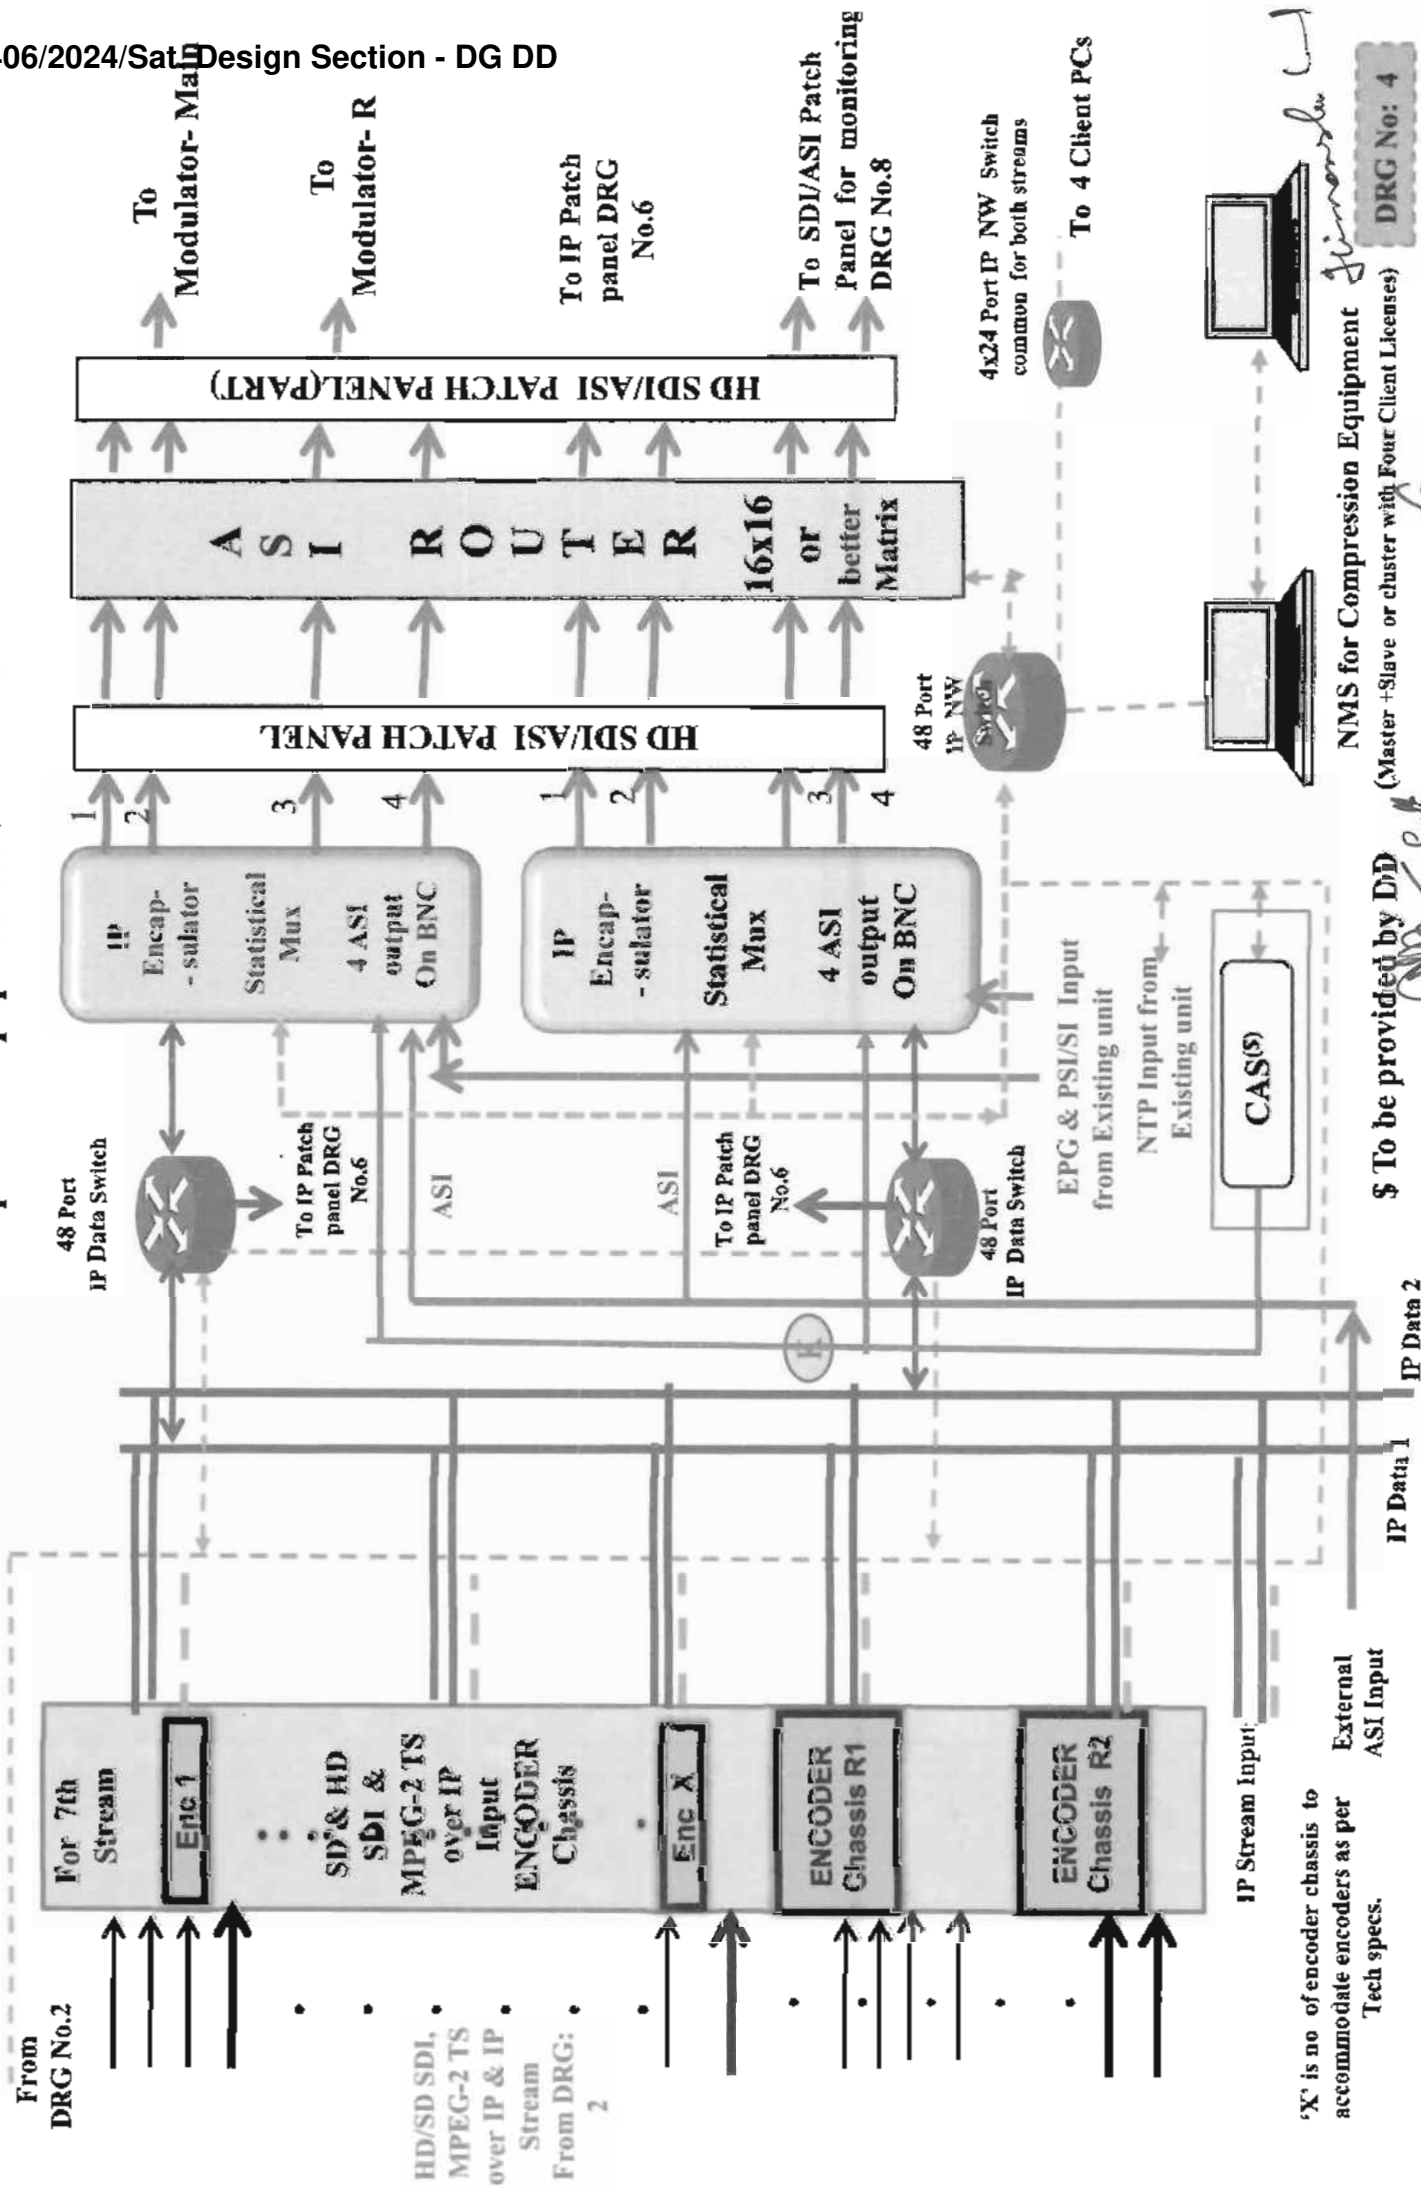 -06/2024/Sat. Design Section - DG DD
From
DRG No.2
HD/SD SDI,
MPEG-2 TS
over IP & IP
Stream
From DRG:
2
For 7th
Stream
Enc 1
SD & HD
SDI &
MPEG-2 TS
over IP
Input
ENCODER
Chassis
Enc X
ENCODER
Chassis R1
ENCODER
Chassis R2
IP Stream Input
External
ASI Input
'X' is no of encoder chassis to
accommodate encoders as per
Tech specs.
IP Data 1
IP Data 2
48 Port
IP Data Switch
To IP Patch
panel DRG
No.6
ASI
ASI
To IP Patch
panel DRG
No.6
48 Port
IP Data Switch
K
IP
Encap-
- sulator
Statistical
Mux
4 ASI
output
On BNC
IP
Encap-
- sulator
Statistical
Mux
4 ASI
output
On BNC
EPG & PSI/SI Input
from Existing unit
NTP Input from
Existing unit
CAS($)
$ To be provided by DD
1
2
3
4
1
2
3
4
HD SDI/ASI PATCH PANEL
48 Port
IP NW
Switch
ASI ROUTER
16x16
or
better
Matrix
HD SDI/ASI PATCH PANEL(PART)
To
Modulator- Main
To
Modulator- R
To IP Patch
panel DRG
No.6
To SDI/ASI Patch
Panel for monitoring
DRG No.8
4x24 Port IP NW Switch
common for both streams
To 4 Client PCs
NMS for Compression Equipment
(Master +Slave or cluster with Four Client Licenses)
DRG No: 4